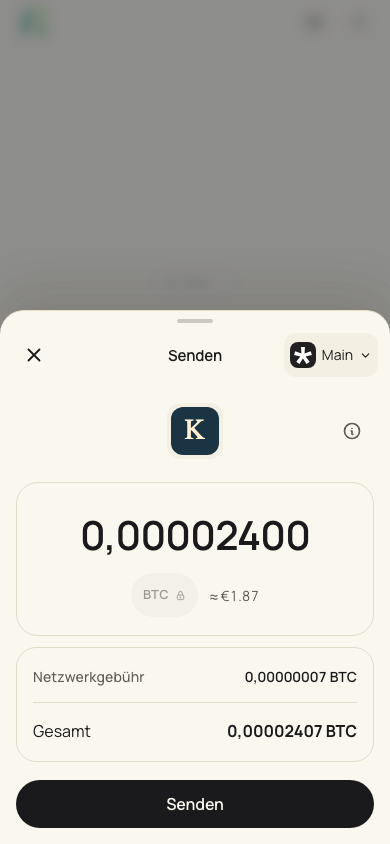 Senden
Main
K
0,00002400
BTC
≈€1.87
Netzwerkgebühr
0,00000007 BTC
Gesamt
0,00002407 BTC
Senden